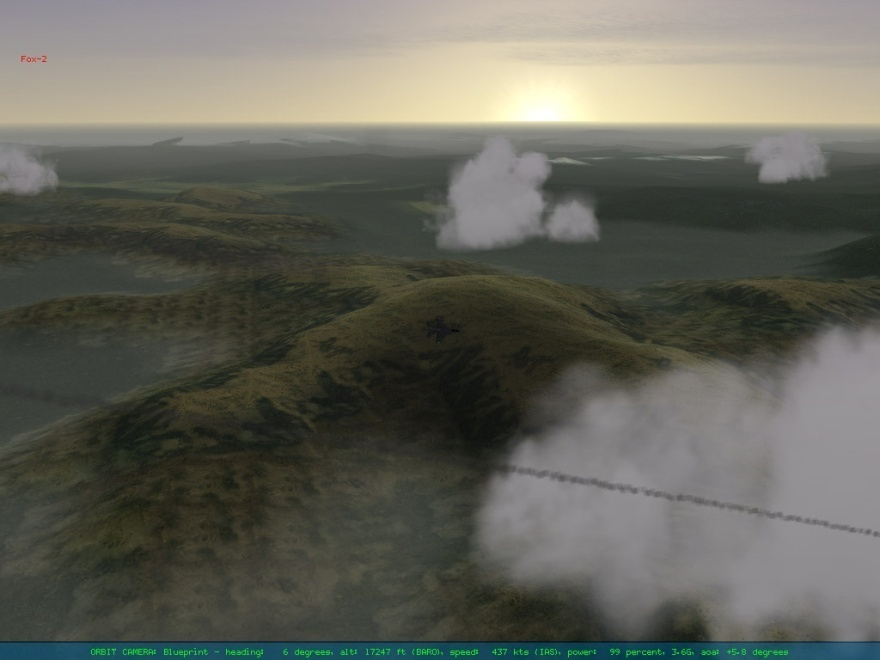 Fox-2
ORBIT CAMERA: Blueprint - heading:   6 degrees, alt: 17247 ft (BARO), speed:  437 kts (IAS), power:  99 percent, 3.6G, aoa: +5.8 degrees